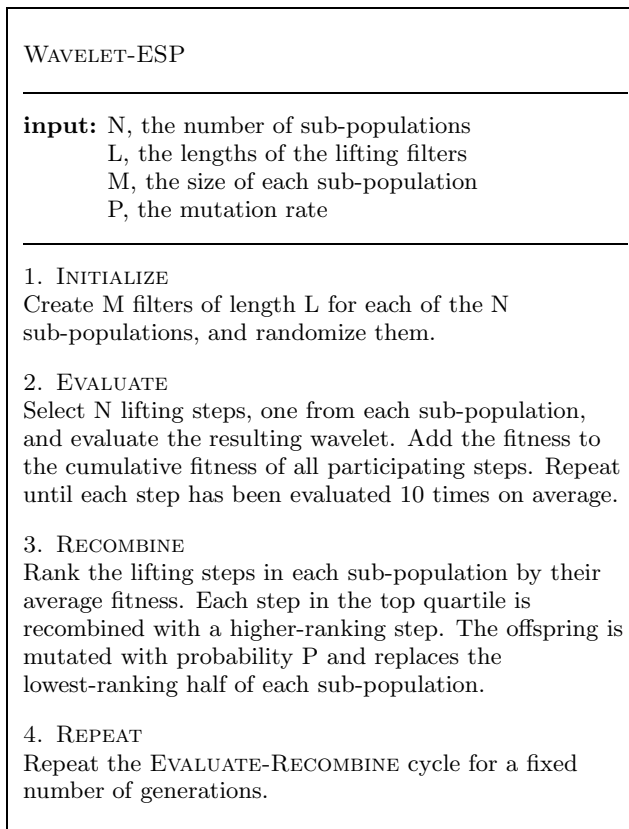 WAVELET-ESP
input: N, the number of sub-populations
L, the lengths of the lifting filters
M, the size of each sub-population
P, the mutation rate
1. INITIALIZE
Create M filters of length L for each of the N
sub-populations, and randomize them.
2. EVALUATE
Select N lifting steps, one from each sub-population,
and evaluate the resulting wavelet. Add the fitness to
the cumulative fitness of all participating steps. Repeat
until each step has been evaluated 10 times on average.
3. RECOMBINE
Rank the lifting steps in each sub-population by their
average fitness. Each step in the top quartile is
recombined with a higher-ranking step. The offspring is
mutated with probability P and replaces the
lowest-ranking half of each sub-population.
4. REPEAT
Repeat the EVALUATE-RECOMBINE cycle for a fixed
number of generations.